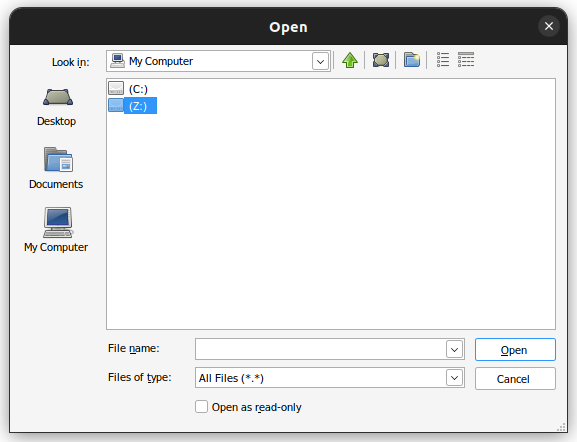 Open
Look in: My Computer
(C:)
(Z:)
Desktop
Documents
My Computer
File name: Open
Files of type: All Files (*.*) Cancel
Open as read-only